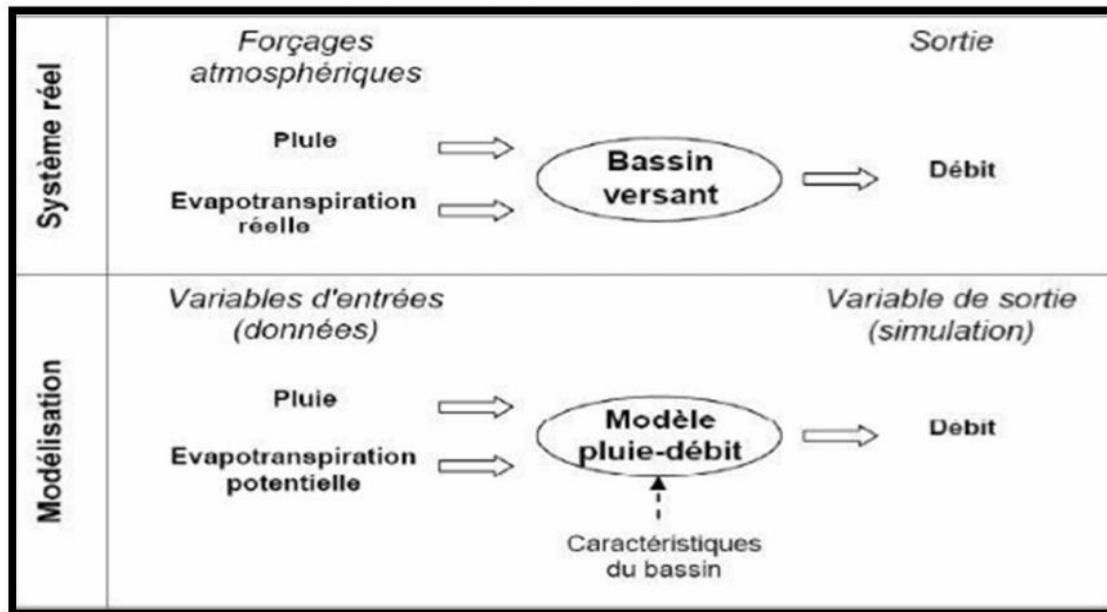 Système réel
Forçages
atmosphériques
Sortie
Pluie
Bassin
versant
Débit
Evapotranspiration
réelle
Modélisation
Variables d'entrées
(données)
Variable de sortie
(simulation)
Pluie
Modèle
pluie-débit
Débit
Evapotranspiration
potentielle
Caractéristiques
du bassin